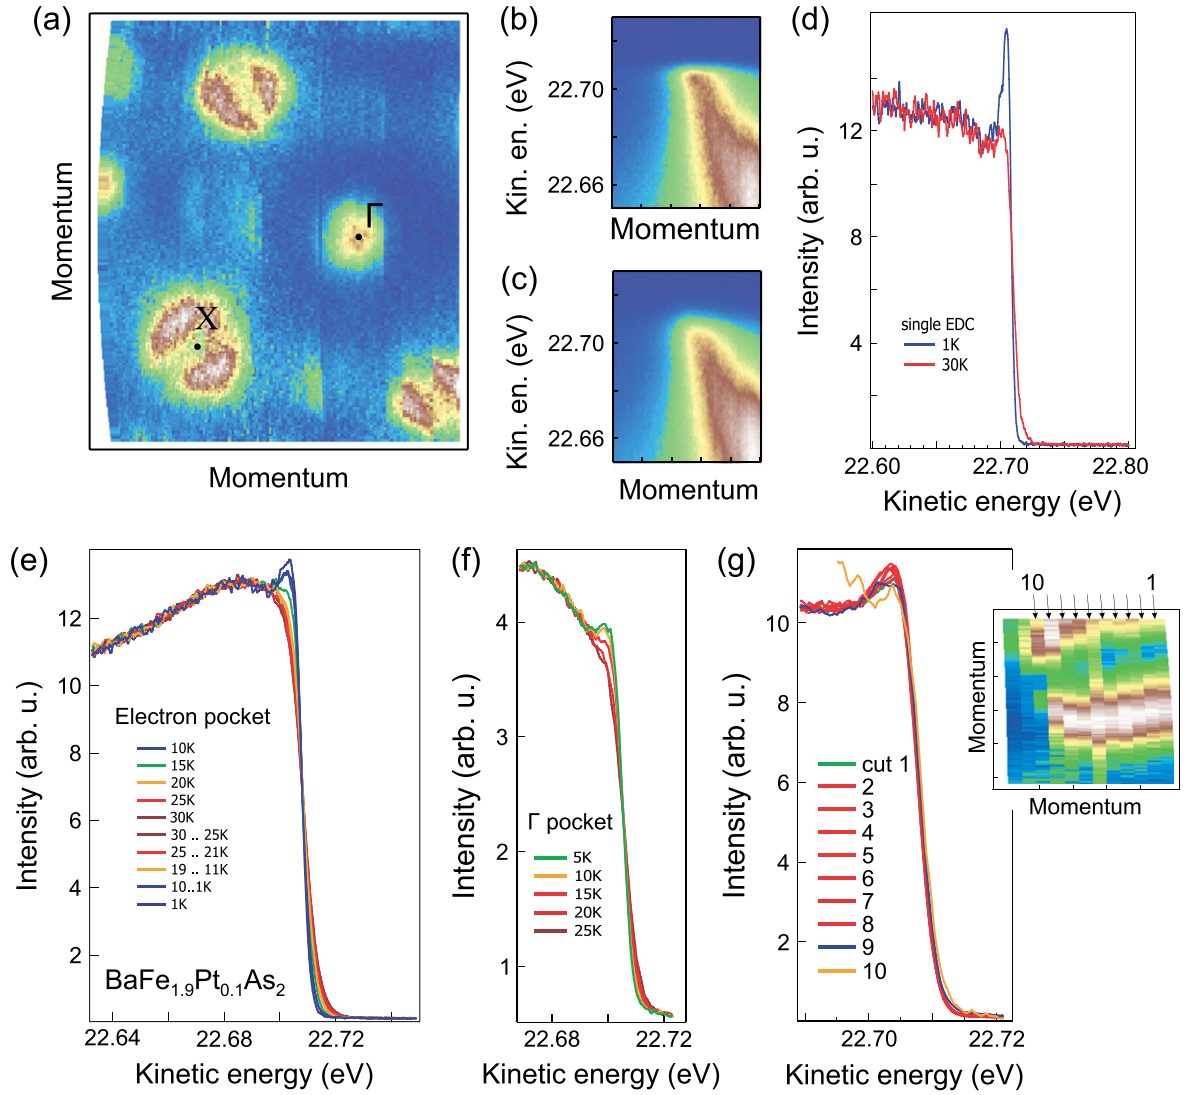 (a)
Momentum
Γ
X
Momentum
(b)
Kin. en. (eV)
22.70
22.66
Momentum
(c)
Kin. en. (eV)
22.70
22.66
Momentum
(d)
Intensity (arb. u.)
12
8
4
single EDC
1K
30K
22.60
22.70
22.80
Kinetic energy (eV)
(e)
Intensity (arb. u.)
12
10
8
6
4
2
Electron pocket
10K
15K
20K
25K
30K
30 .. 25K
25 .. 21K
19 .. 11K
10..1K
1K
BaFe1.9Pt0.1As2
22.64
22.68
22.72
Kinetic energy (eV)
(f)
Intensity (arb. u.)
4
3
2
1
Γ pocket
5K
10K
15K
20K
25K
22.68
22.72
Kinetic energy (eV)
(g)
Intensity (arb. u.)
10
8
6
4
2
cut 1
2
3
4
5
6
7
8
9
10
22.70
22.72
Kinetic energy (eV)
10
1
Momentum
Momentum